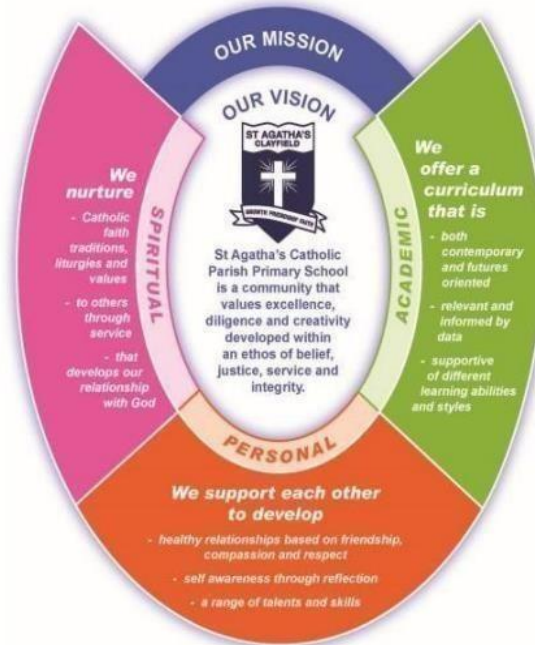 OUR MISSION
OUR VISION
ST AGATHA'S
CLAYFIELD
St Agatha's Catholic
Parish Primary School
is a community that
values excellence,
diligence and creativity
developed within
an ethos of belief,
justice, service and
integrity.
SPIRITUAL
We
nurture
- Catholic
faith
traditions,
liturgies and
values
- to others
through
service
- that
develops our
relationship
with God
ACADEMIC
We
offer a
curriculum
that is
- both
contemporary
and futures
oriented
- relevant and
informed by
data
- supportive
of different
learning abilities
and styles
PERSONAL
We support each other
to develop
- healthy relationships based on friendship,
compassion and respect
- self awareness through reflection
- a range of talents and skills